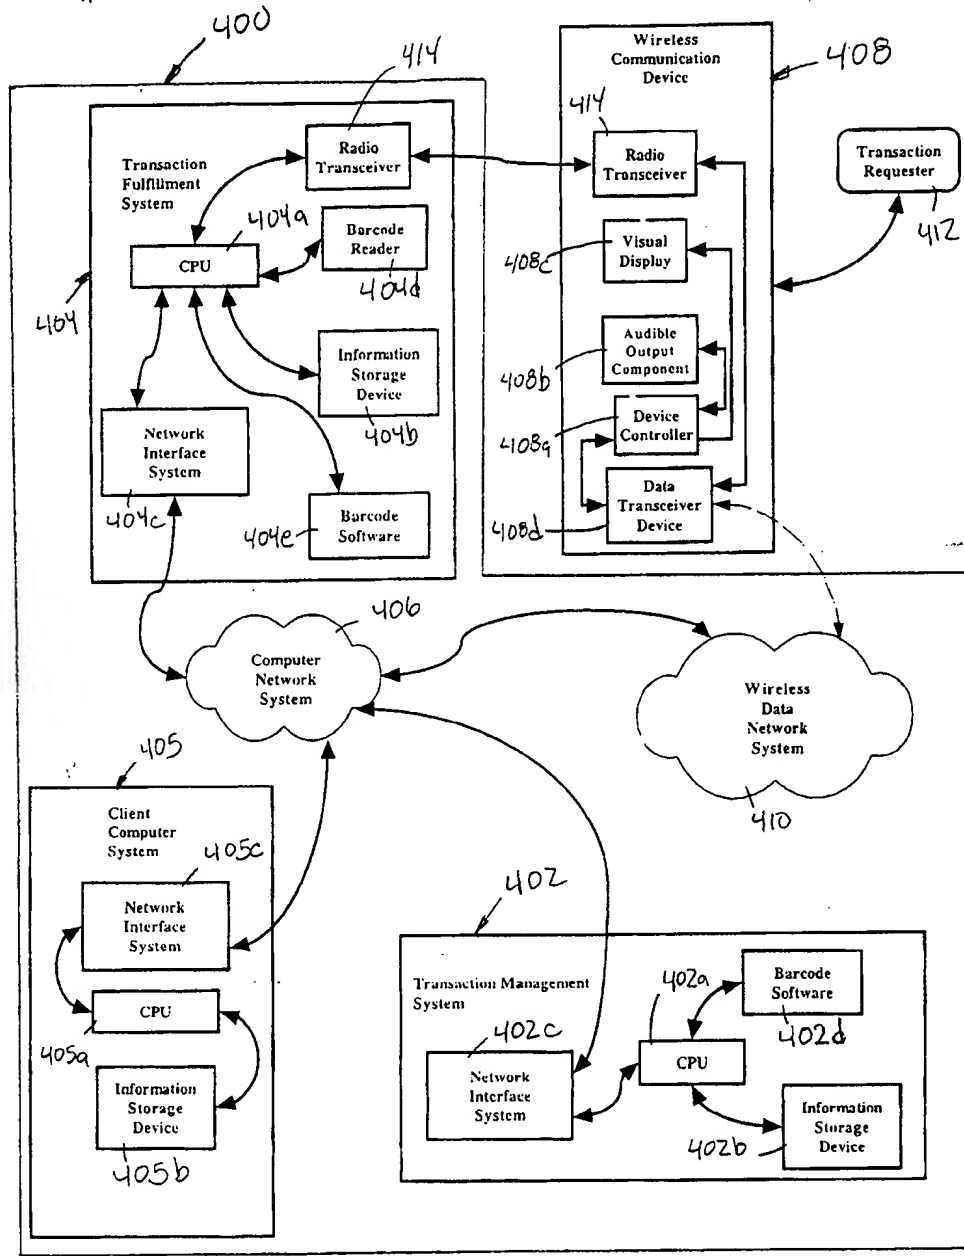 400
Transaction
Fulfillment
System
404
414
Radio
Transceiver
404a
CPU
Barcode
Reader
404d
Information
Storage
Device
404b
Network
Interface
System
404c
Barcode
Software
404e
Wireless
Communication
Device
408
414
Radio
Transceiver
Visual
Display
408c
Audible
Output
Component
408b
Device
Controller
408a
Data
Transceiver
Device
408d
Transaction
Requester
412
406
Computer
Network
System
Wireless
Data
Network
System
410
405
Client
Computer
System
405c
Network
Interface
System
CPU
405a
Information
Storage
Device
405b
402
Transaction Management
System
402c
Network
Interface
System
402a
CPU
Barcode
Software
402d
Information
Storage
Device
402b